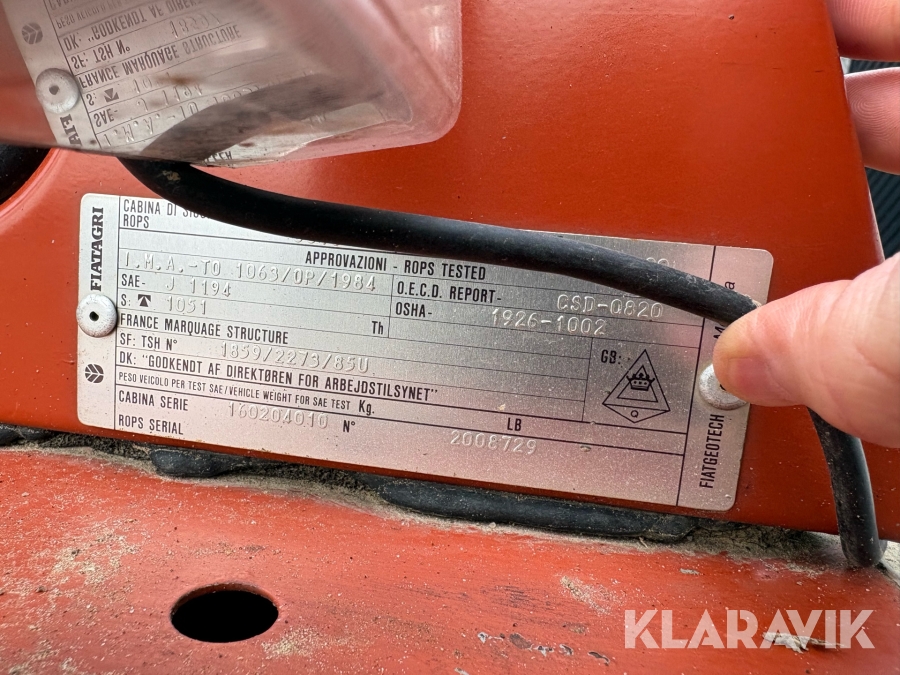 FIATAGRI
CABINA DI
ROPS
APPROVAZIONI - ROPS TESTED
I.M.A.-TO 1063/OP/1984
O.E.C.D. REPORT- CSD-0820
SAE- J 1194
OSHA- 1926-1002
S: 1051
Th
FRANCE MARQUAGE STRUCTURE
SF: TSH N° 1859/2273/85U
GB:
Q
DK: "GODKENDT AF DIREKTØREN FOR ARBEJDSTILSYNET"
PESO VEICOLO PER TEST SAE/VEHICLE WEIGHT FOR SAE TEST Kg.
LB
CABINA SERIE 160204010 N° 2008729
ROPS SERIAL
FIATGEOTECH
KLARAVIK